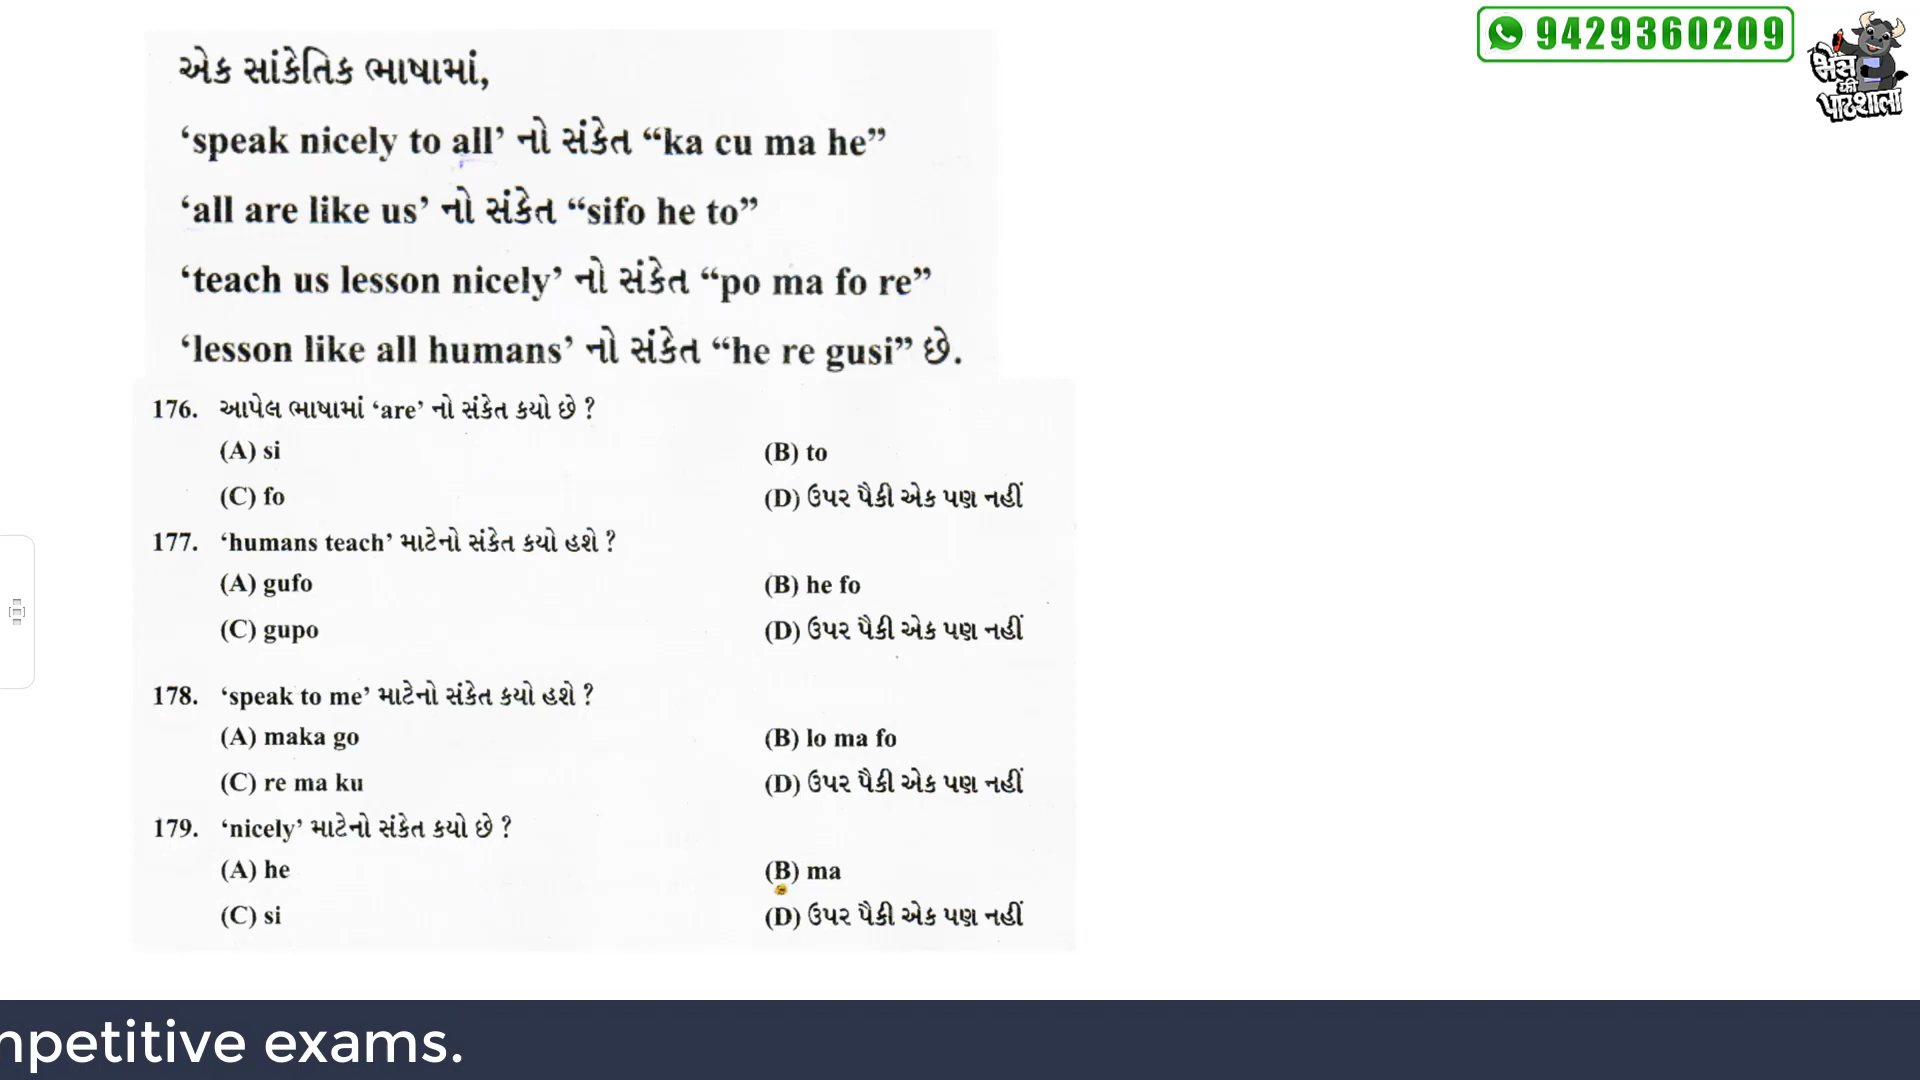 9429360209
भैंस
की
पाठशाला
એક સાંકેતિક ભાષામાં,
‘speak nicely to all’ નો સંકેત “ka cu ma he”
‘all are like us’ નો સંકેત “sifo he to”
‘teach us lesson nicely’ નો સંકેત “po ma fo re”
‘lesson like all humans’ નો સંકેત “he re gusi” છે.
176. આપેલ ભાષામાં ‘are’ નો સંકેત કયો છે ?
(A) si (B) to
(C) fo (D) ઉપર પૈકી એક પણ નહીં
177. ‘humans teach’ માટેનો સંકેત કયો હશે ?
(A) gufo (B) he fo
(C) gupo (D) ઉપર પૈકી એક પણ નહીં
178. ‘speak to me’ માટેનો સંકેત કયો હશે ?
(A) maka go (B) lo ma fo
(C) re ma ku (D) ઉપર પૈકી એક પણ નહીં
179. ‘nicely’ માટેનો સંકેત કયો છે ?
(A) he (B) ma
(C) si (D) ઉપર પૈકી એક પણ નહીં
mpetitive exams.